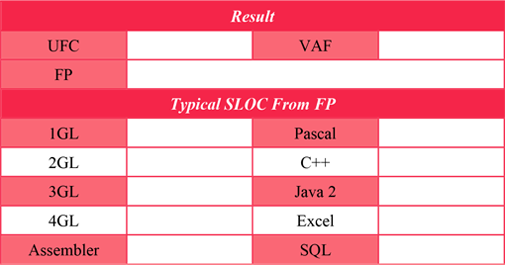 Result
UFC VAF
FP
Typical SLOC From FP
1GL Pascal
2GL C++
3GL Java 2
4GL Excel
Assembler SQL